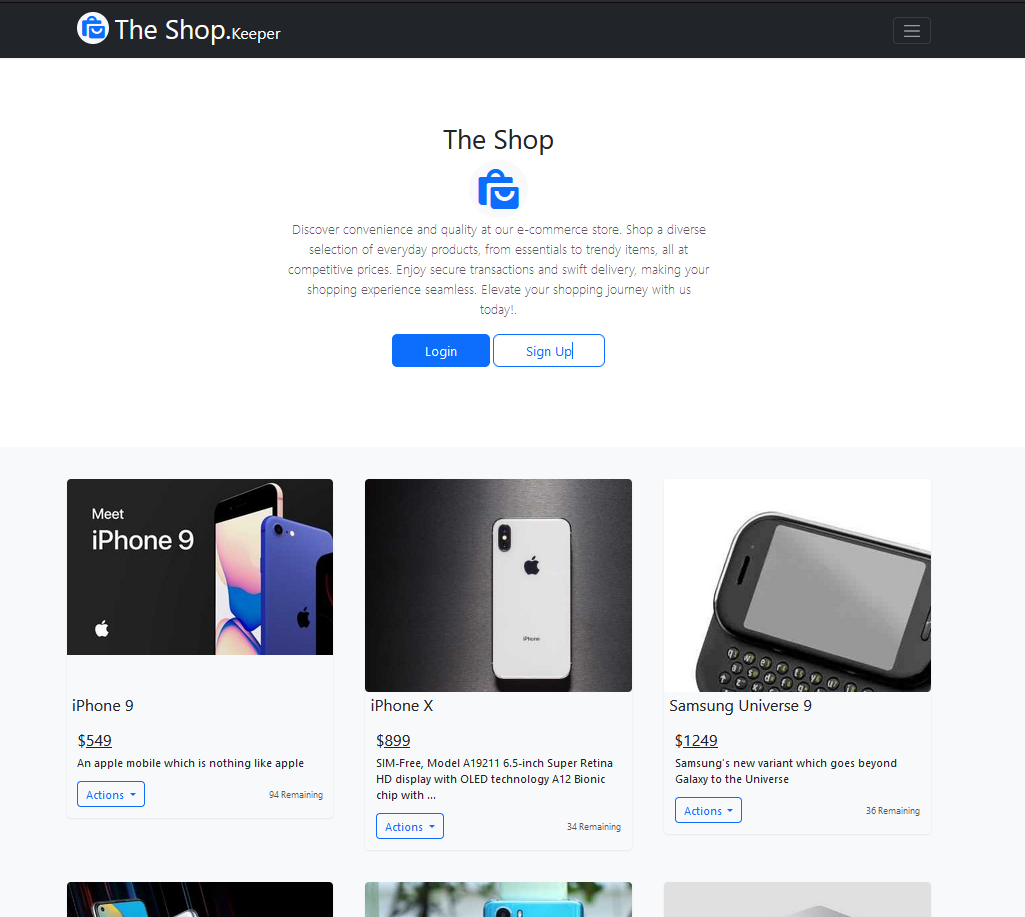 The Shop.Keeper
The Shop
Discover convenience and quality at our e-commerce store. Shop a diverse
selection of everyday products, from essentials to trendy items, all at
competitive prices. Enjoy secure transactions and swift delivery, making your
shopping experience seamless. Elevate your shopping journey with us
today!.
Login
Sign Up
Meet
iPhone 9
iPhone
iPhone 9
$549
An apple mobile which is nothing like apple
Actions
94 Remaining
iPhone X
$899
SIM-Free, Model A19211 6.5-inch Super Retina
HD display with OLED technology A12 Bionic
chip with ...
Actions
34 Remaining
Samsung Universe 9
$1249
Samsung's new variant which goes beyond
Galaxy to the Universe
Actions
36 Remaining